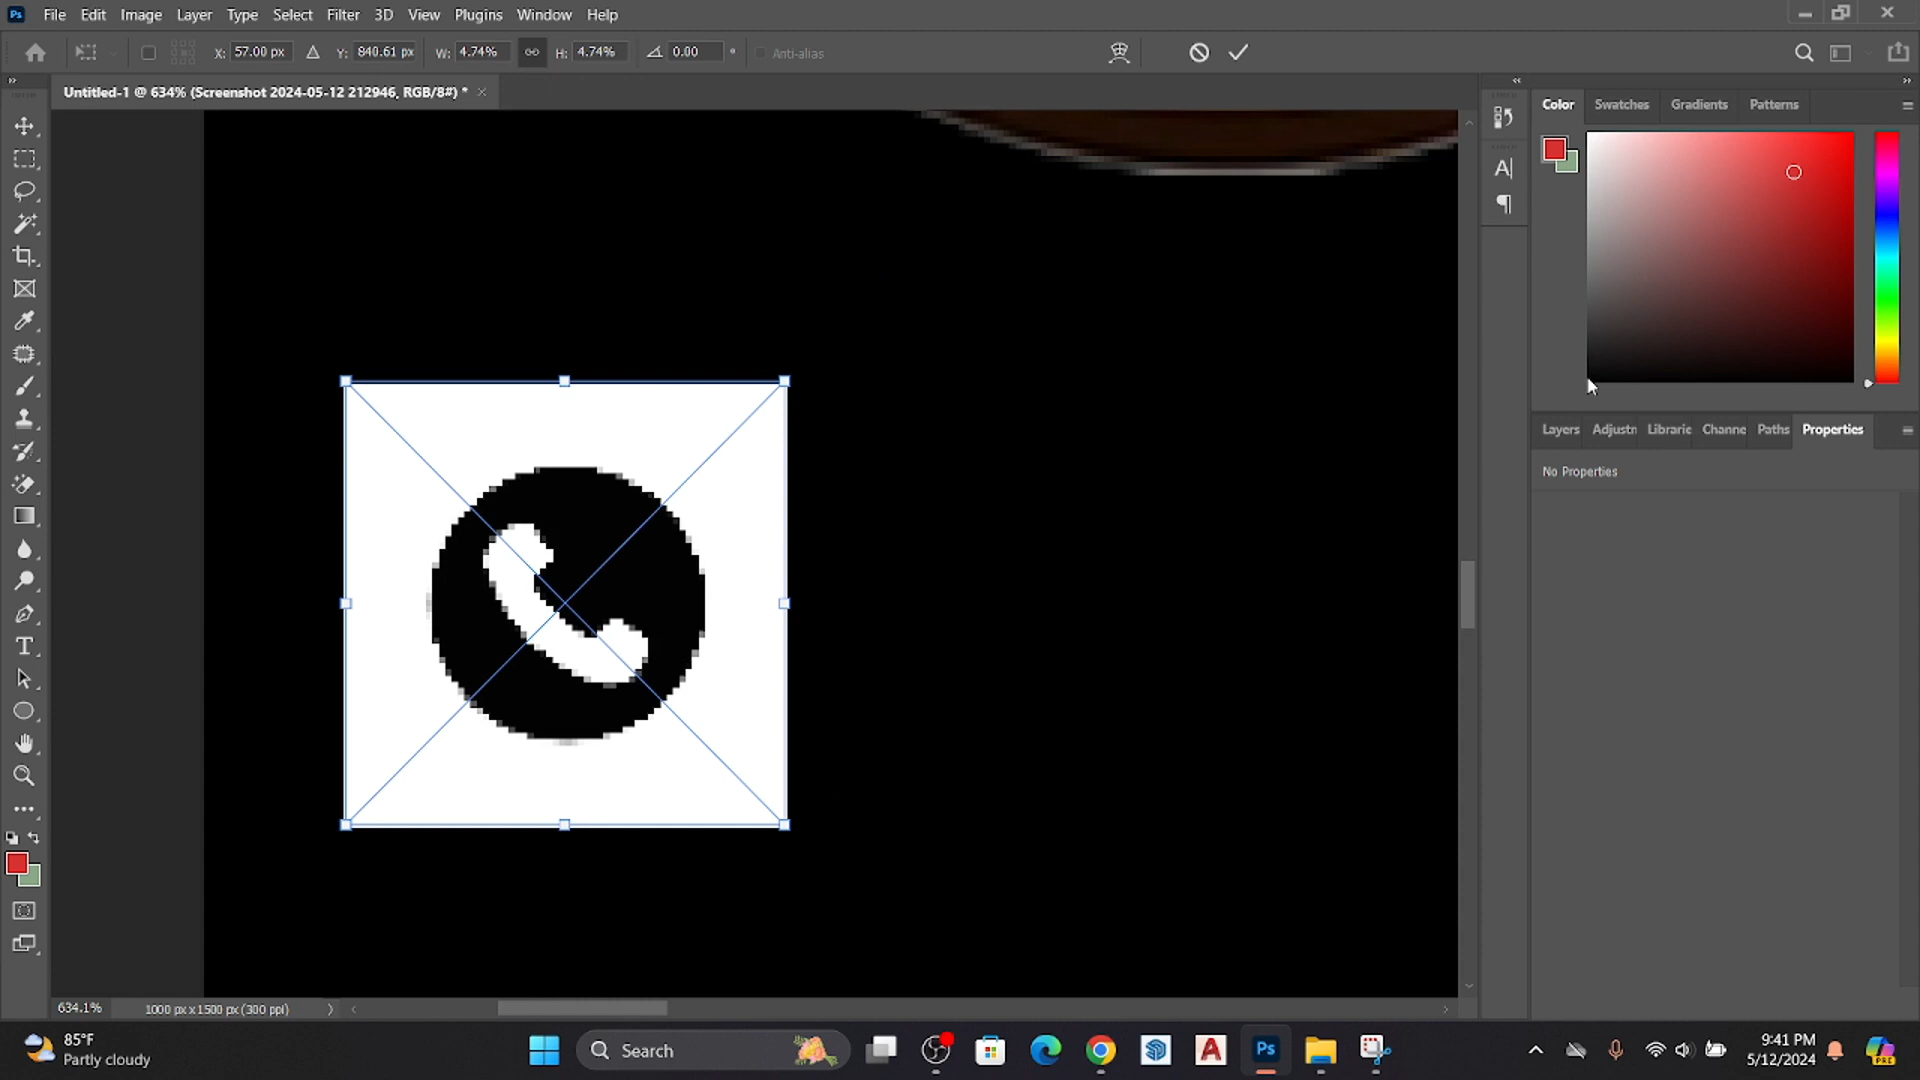 Ps File Edit Image Layer Type Select Filter 3D View Plugins Window Help
X: 57.00 px Y: 840.61 px W: 4.74% H: 4.74% 0.00 ° Anti-alias
Untitled-1 @ 634% (Screenshot 2024-05-12 212946, RGB/8#) *
Color Swatches Gradients Patterns
A
Layers Adjustn Librarie Channe Paths Properties
No Properties
T
634.1% 1000 px x 1500 px (300 ppi)
85°F
Partly cloudy
Search
A
Ps
9:41 PM
5/12/2024
PRE